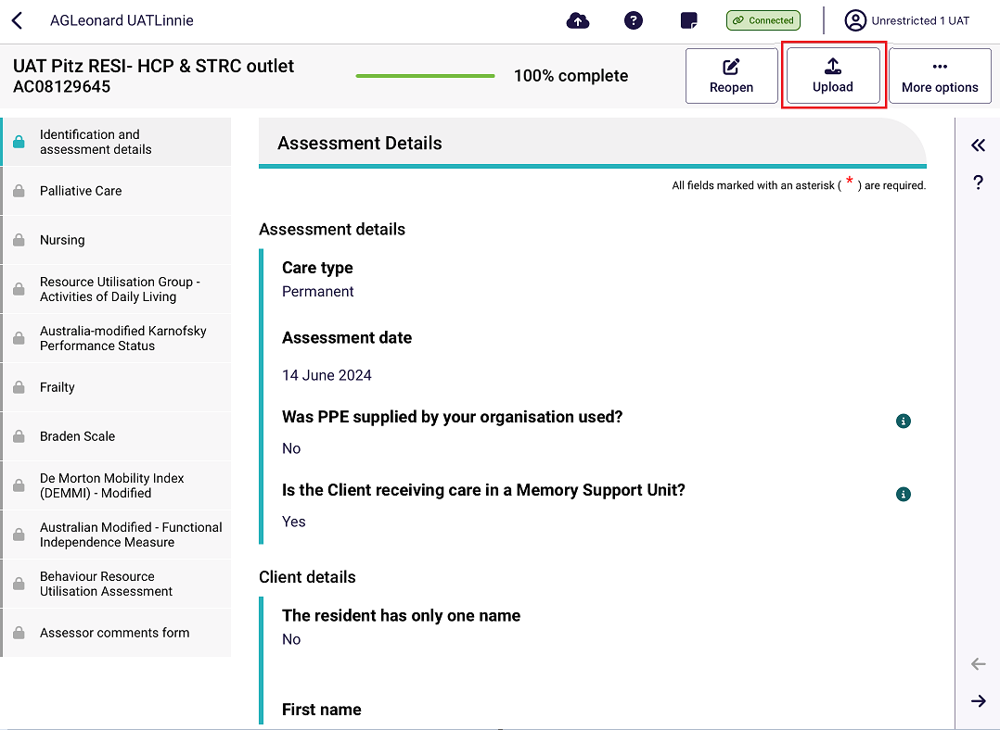 AGLeonard UATLinnie
Connected
Unrestricted 1 UAT
UAT Pitz RESI- HCP & STRC outlet
AC08129645
100% complete
Reopen
Upload
More options
Identification and
assessment details
Palliative Care
Nursing
Resource Utilisation Group -
Activities of Daily Living
Australia-modified Karnofsky
Performance Status
Frailty
Braden Scale
De Morton Mobility Index
(DEMMI) - Modified
Australian Modified - Functional
Independence Measure
Behaviour Resource
Utilisation Assessment
Assessor comments form
Assessment Details
All fields marked with an asterisk ( * ) are required.
Assessment details
Care type
Permanent
Assessment date
14 June 2024
Was PPE supplied by your organisation used?
No
Is the Client receiving care in a Memory Support Unit?
Yes
Client details
The resident has only one name
No
First name